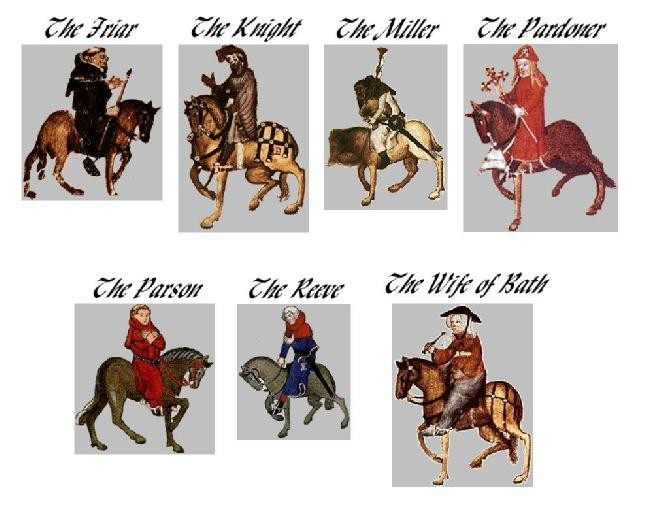 The Friar
The Knight
The Miller
The Pardoner
The Parson
The Reeve
The Wife of Bath